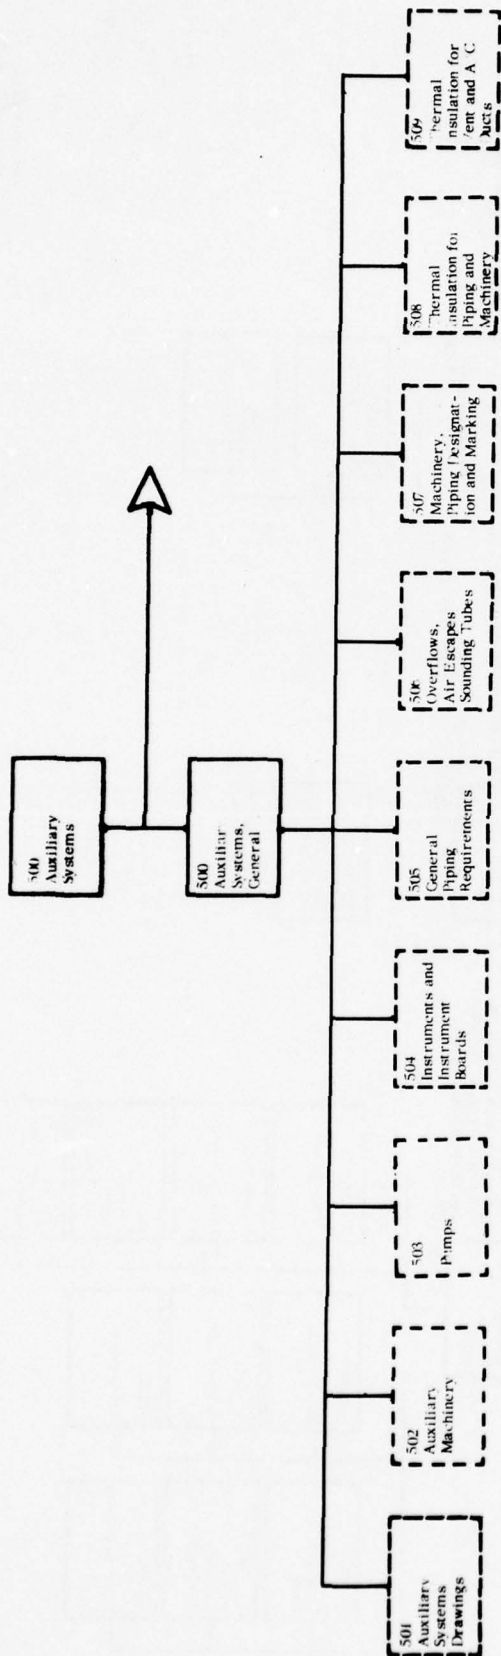 500
Auxiliary
Systems
500
Auxiliary
Systems,
General
501
Auxiliary
Systems
Drawings
502
Auxiliary
Machinery
503
Pumps
504
Instruments and
Instrument
Boards
505
General
Piping
Requirements
506
Overflows,
Air Escapes
Sounding Tubes
507
Machinery,
Piping Designat-
ion and Marking
508
Thermal
Insulation for
Piping and
Machinery
509
Thermal
Insulation for
Vent and A/C
Ducts